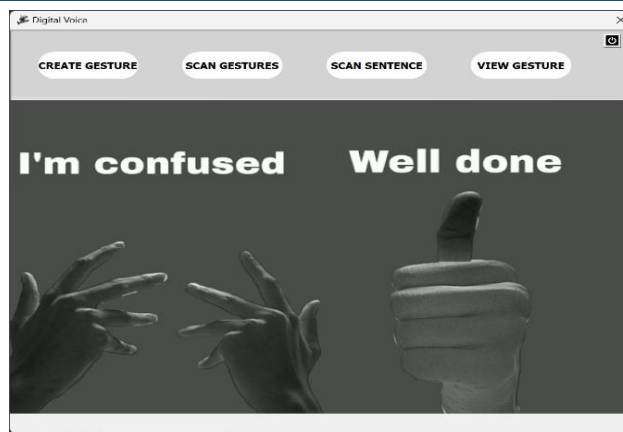 Digital Voice
CREATE GESTURE SCAN GESTURES SCAN SENTENCE VIEW GESTURE
I'm confused Well done